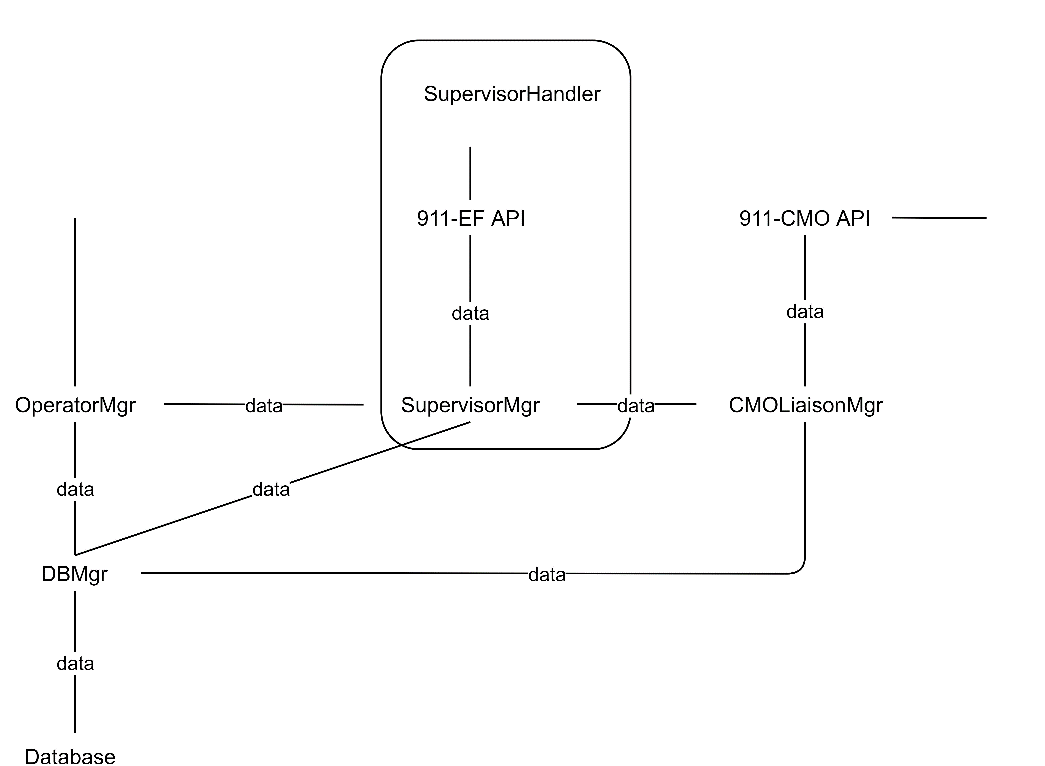 SupervisorHandler
911-EF API
911-CMO API
data
data
OperatorMgr
data
SupervisorMgr
data
CMOLiaisonMgr
data
data
DBMgr
data
data
Database